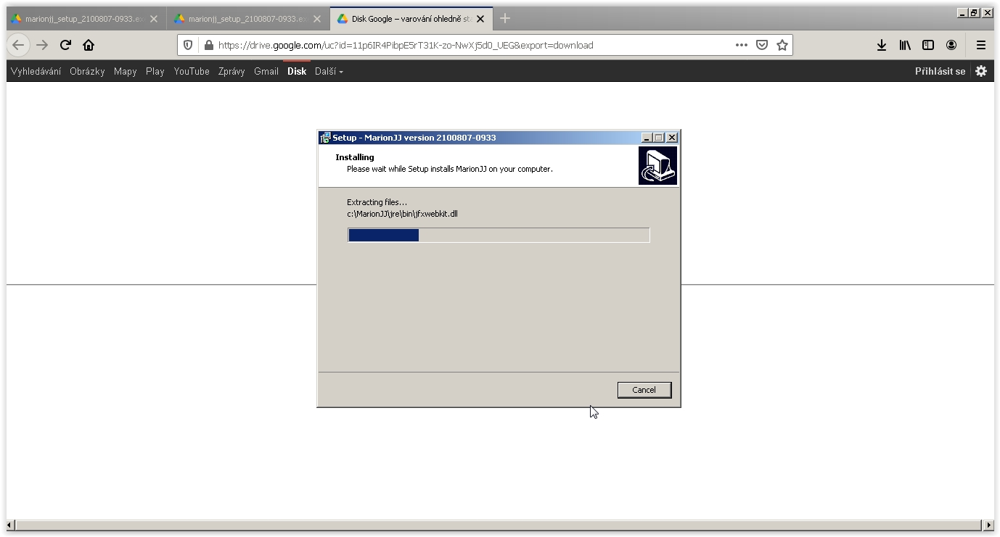 marionjj_setup_2100807-0933.ex
marionjj_setup_2100807-0933.ex
Disk Google – varování ohledně sta
https://drive.google.com/uc?id=11p6IR4PibpE5rT31K-zo-NwXj5d0_UEG&export=download
Vyhledávání Obrázky Mapy Play YouTube Zprávy Gmail Disk Další Přihlásit se
Setup - MarionJJ version 2100807-0933
Installing
Please wait while Setup installs MarionJJ on your computer.
Extracting files...
c:\MarionJJ\jre\bin\jfxwebkit.dll
Cancel